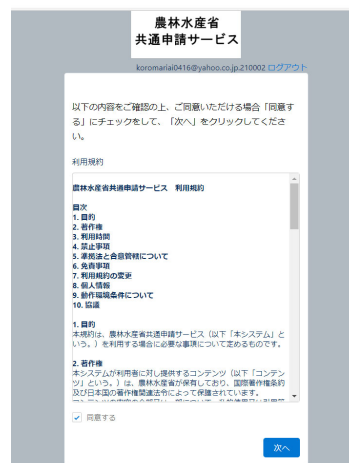 農林水産省
共通申請サービス
koromariai0416@yahoo.co.jp.210002 ログアウト
以下の内容をご確認の上、ご同意いただける場合「同意す
る」にチェックをして、「次へ」をクリックしてくださ
い。
利用規約
農林水産省共通申請サービス 利用規約
目次
1. 目的
2. 著作権
3. 利用時間
4. 禁止事項
5. 準拠法と合意管轄について
6. 免責事項
7. 利用規約の変更
8. 個人情報
9. 動作環境条件について
10. 協議
1. 目的
本規約は、農林水産省共通申請サービス（以下「本システム」と
いう。）を利用する場合に必要な事項について定めるものです。
2. 著作権
本システムが利用者に対し提供するコンテンツ（以下「コンテン
ツ」という。）は、農林水産省が保有しており、国際著作権条約
及び日本国の著作権関連法令によって保護されています。
同意する
次へ